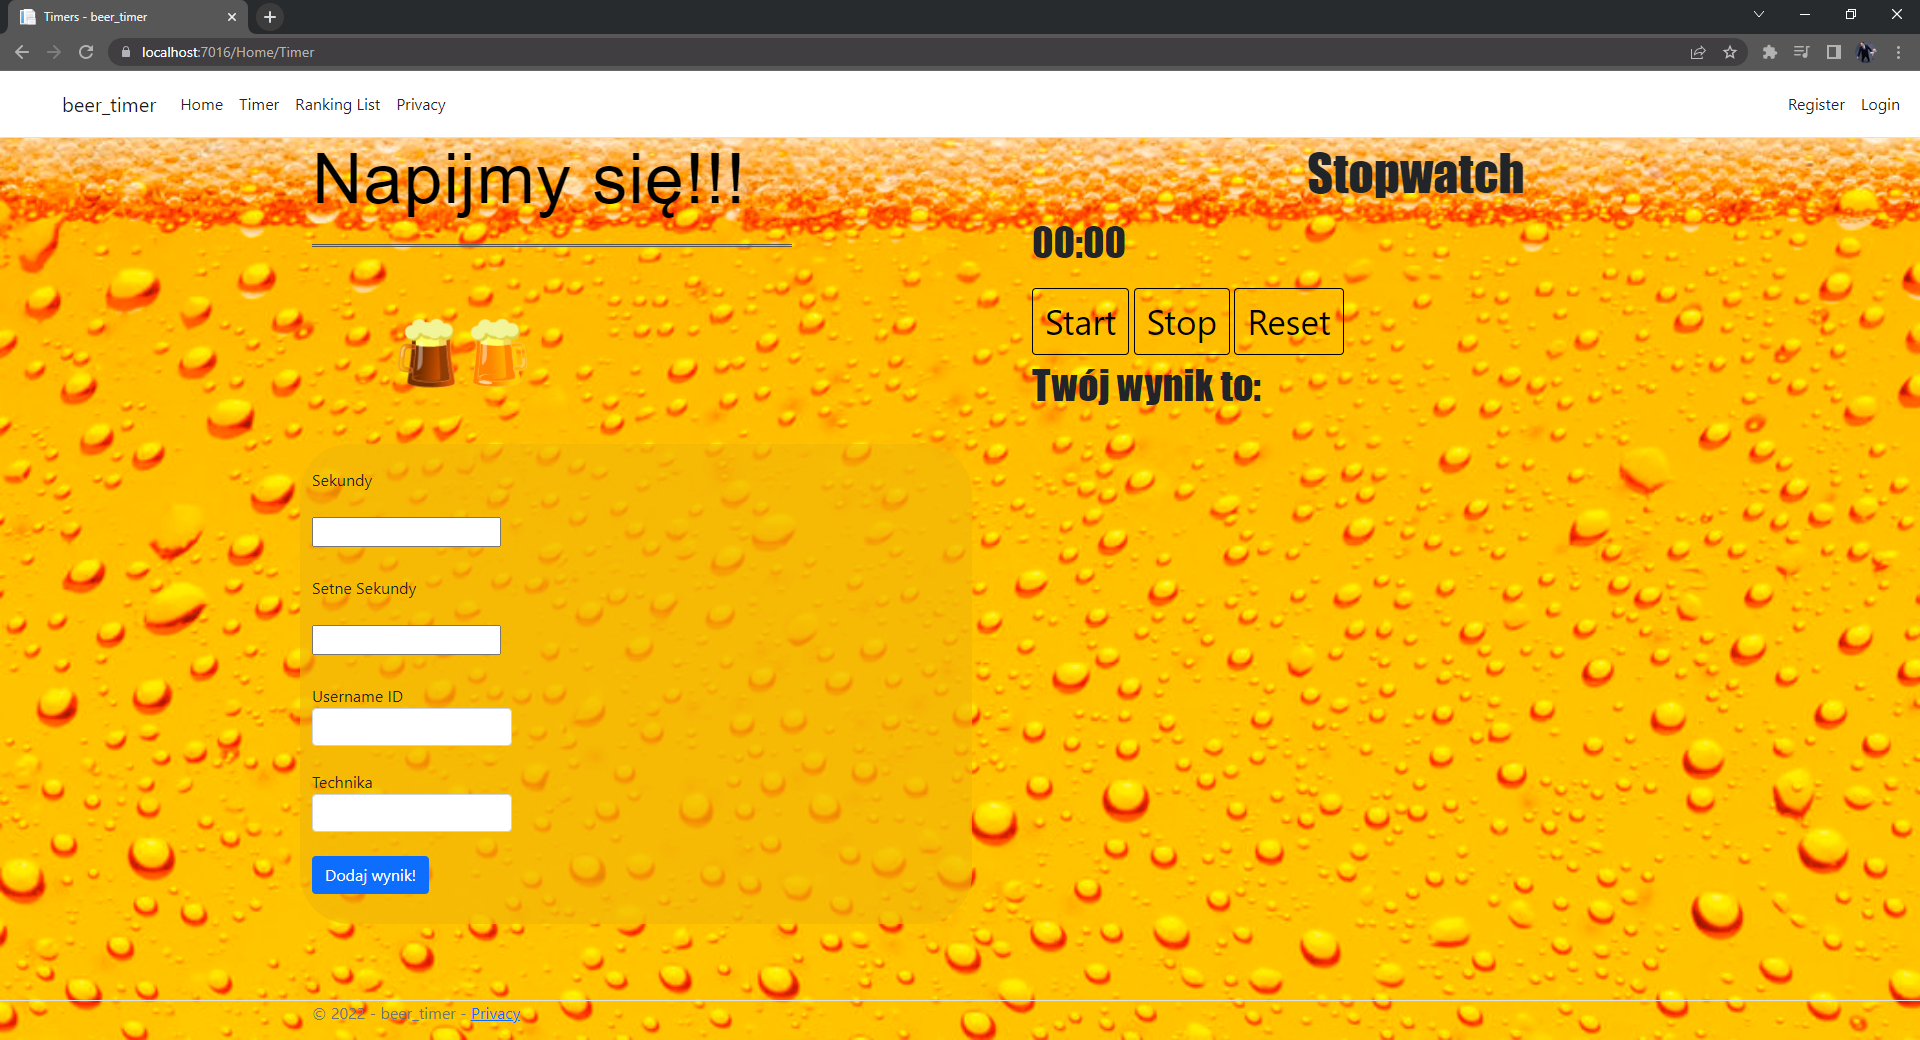 Timers - beer_timer
localhost:7016/Home/Timer
beer_timer Home Timer Ranking List Privacy Register Login
Napijmy się!!!
Stopwatch
00:00
Start Stop Reset
Twój wynik to:
Sekundy
Setne Sekundy
Username ID
Technika
Dodaj wynik!
© 2022 - beer_timer - Privacy